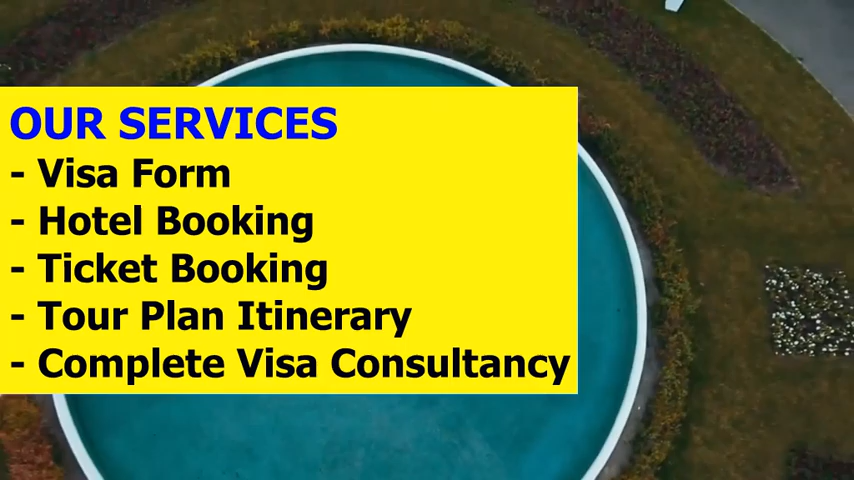 OUR SERVICES
- Visa Form
- Hotel Booking
- Ticket Booking
- Tour Plan Itinerary
- Complete Visa Consultancy